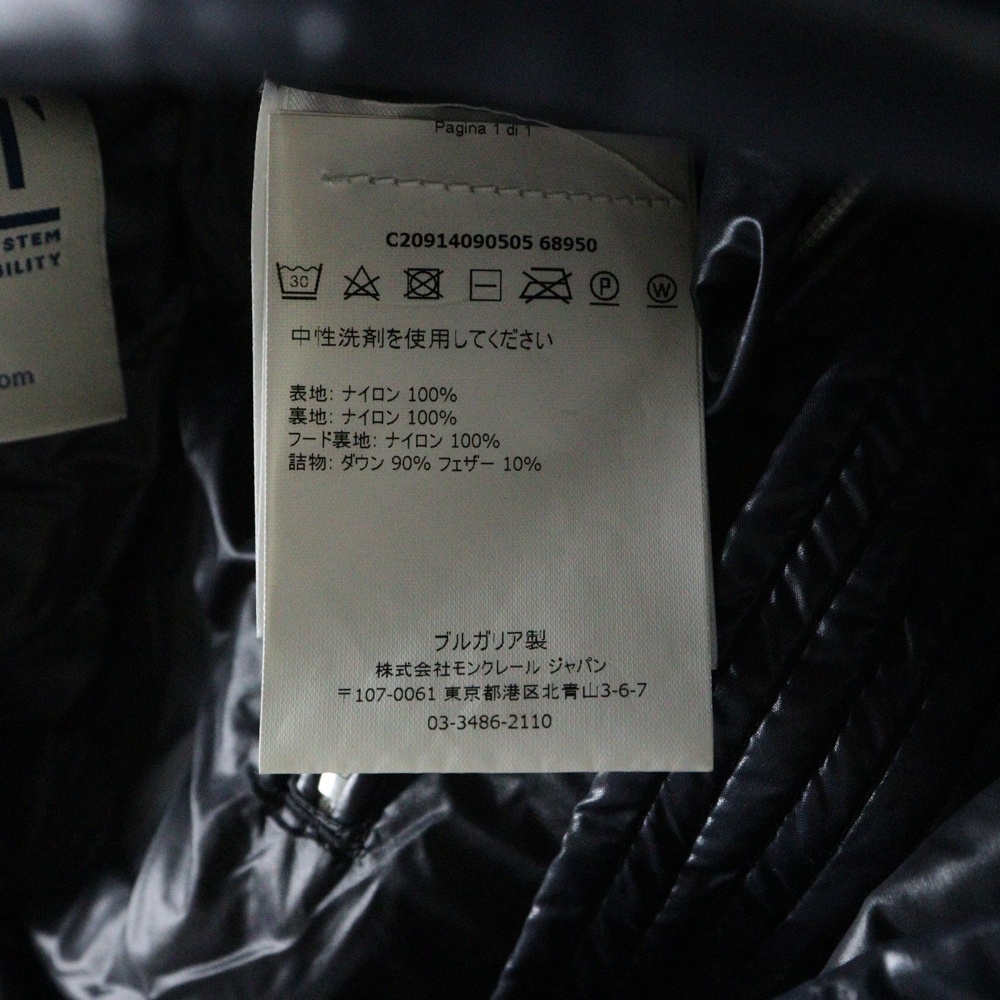 Pagina 1 di 1
C20914090505 68950
30
P
W
中性洗剤を使用してください
表地: ナイロン 100%
裏地: ナイロン 100%
フード裏地: ナイロン 100%
詰物: ダウン 90% フェザー 10%
ブルガリア製
株式会社モンクレール ジャパン
〒107-0061 東京都港区北青山3-6-7
03-3486-2110